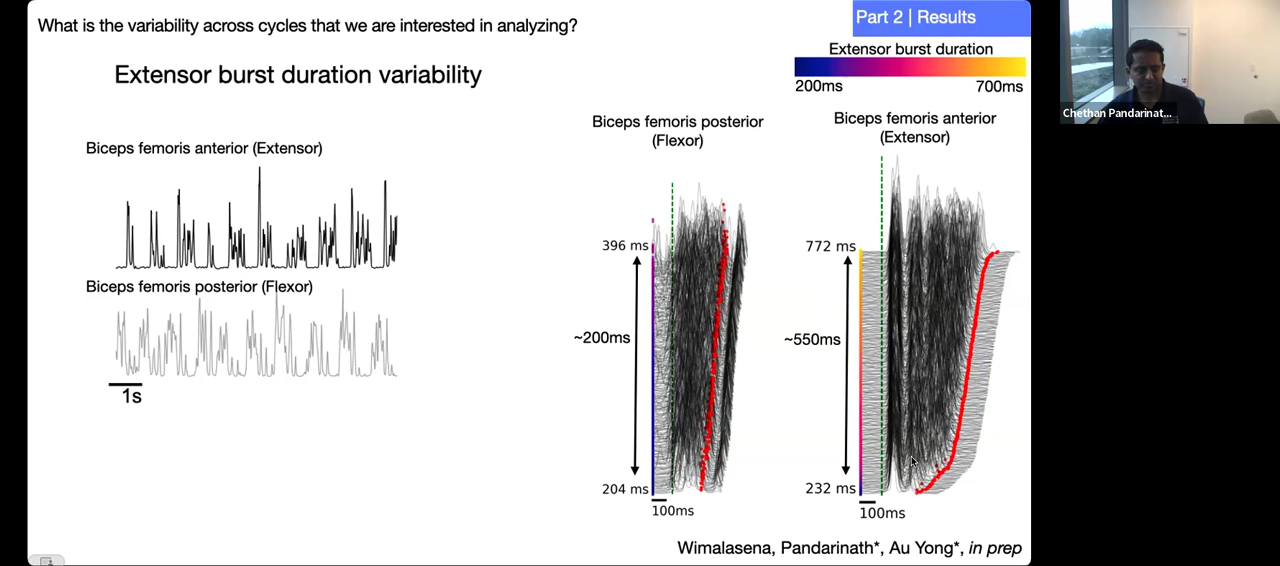 What is the variability across cycles that we are interested in analyzing?
Part 2 | Results
Extensor burst duration variability
Extensor burst duration
200ms
700ms
Biceps femoris anterior (Extensor)
Biceps femoris posterior (Flexor)
1s
Biceps femoris posterior
(Flexor)
396 ms
~200ms
204 ms
100ms
Biceps femoris anterior
(Extensor)
772 ms
~550ms
232 ms
100ms
Wimalasena, Pandarinath*, Au Yong*, in prep
Chethan Pandarinat...